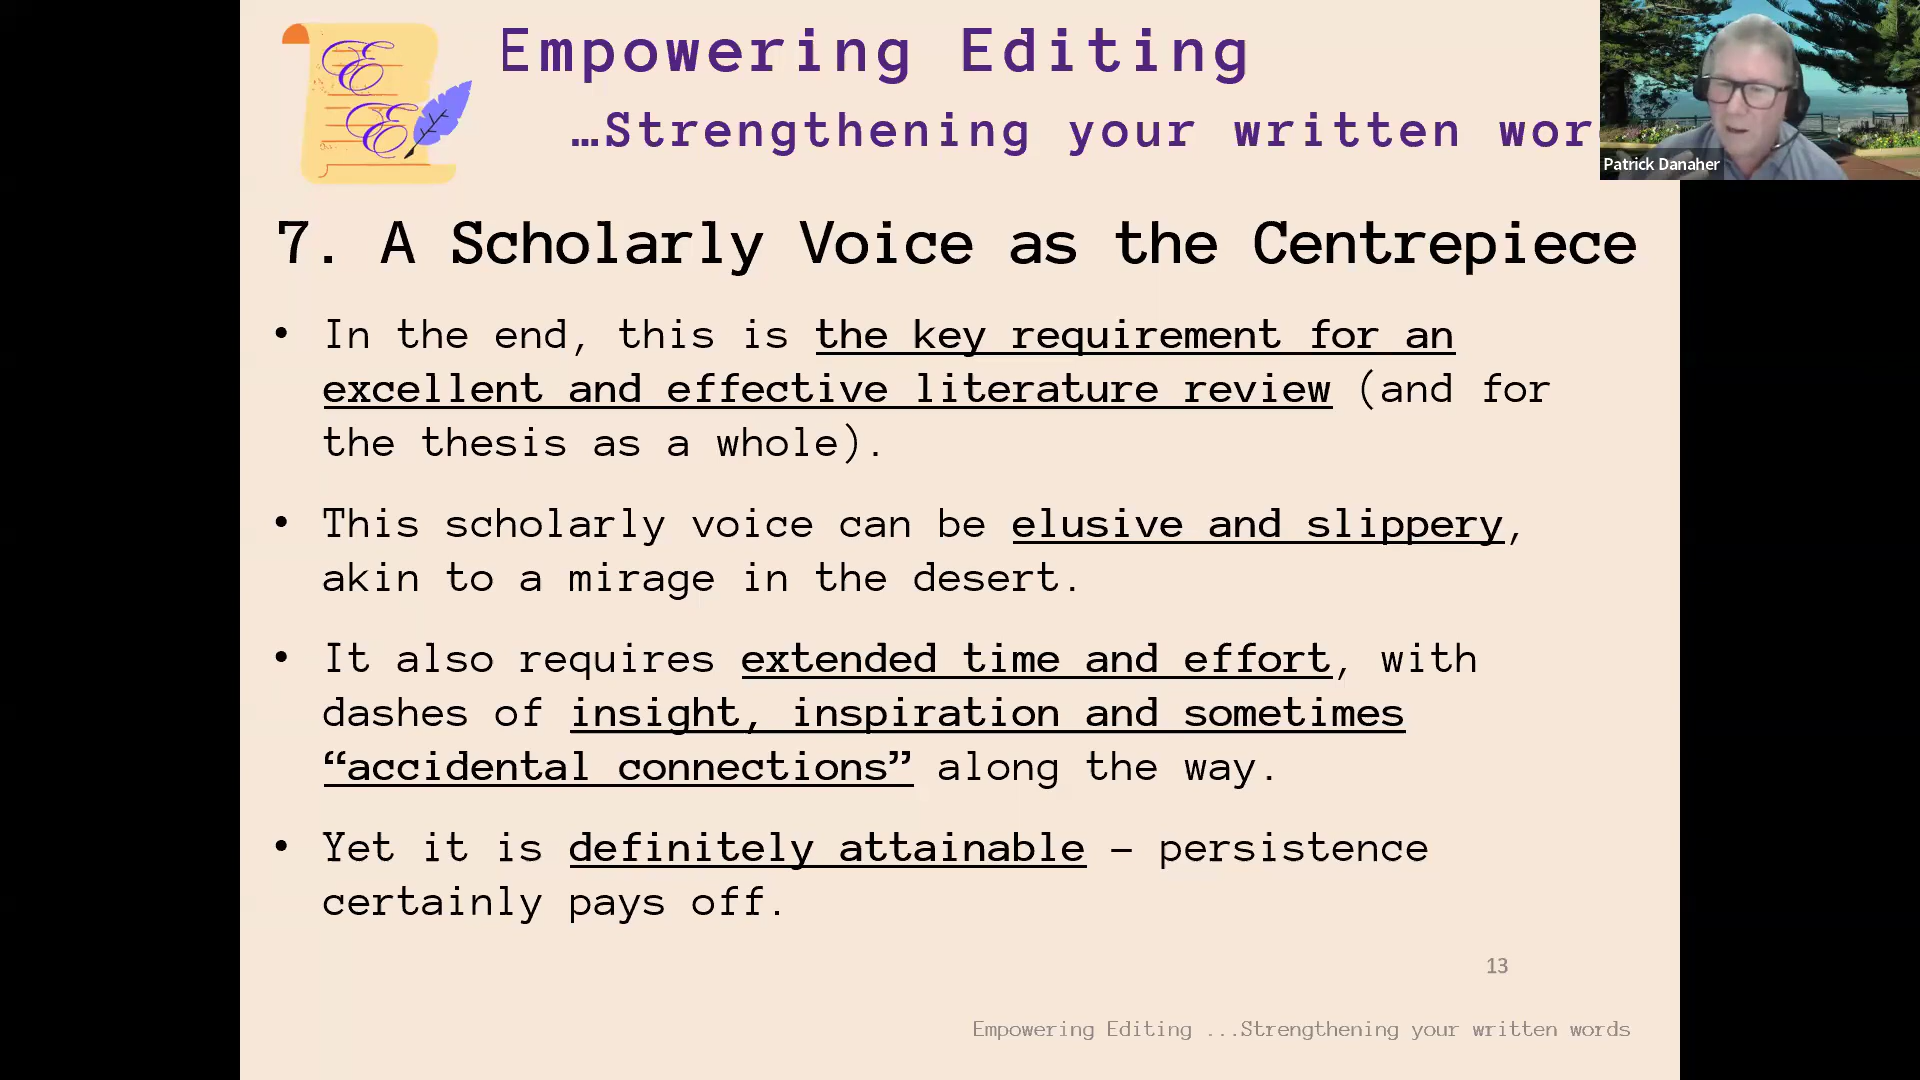 E
E
E
E
Empowering Editing
…Strengthening your written wor
Patrick Danaher
7. A Scholarly Voice as the Centrepiece
• In the end, this is the key requirement for an
excellent and effective literature review (and for
the thesis as a whole).
• This scholarly voice can be elusive and slippery,
akin to a mirage in the desert.
• It also requires extended time and effort, with
dashes of insight, inspiration and sometimes
“accidental connections” along the way.
• Yet it is definitely attainable – persistence
certainly pays off.
13
Empowering Editing ...Strengthening your written words